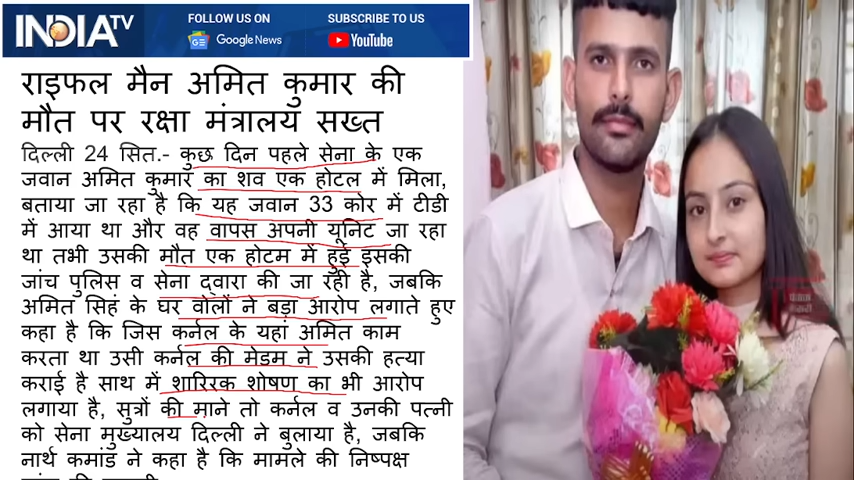 INDIA TV
FOLLOW US ON
Google News
SUBSCRIBE TO US
YouTube
राइफल मैन अमित कुमार की
मौत पर रक्षा मंत्रालय सख्त
दिल्ली 24 सित.- कुछ दिन पहले सेना के एक
जवान अमित कुमार का शव एक होटल में मिला,
बताया जा रहा है कि यह जवान 33 कोर में टीडी
में आया था और वह वापस अपनी यूनिट जा रहा
था तभी उसकी मौत एक होटम में हुई इसकी
जांच पुलिस व सेना द्वारा की जा रही है, जबकि
अमित सिहं के घर वोलों ने बड़ा आरोप लगाते हुए
कहा है कि जिस कर्नल के यहां अमित काम
करता था उसी कर्नल की मेडम ने उसकी हत्या
कराई है साथ में शारिरक शोषण का भी आरोप
लगाया है, सुत्रों की माने तो कर्नल व उनकी पत्नी
को सेना मुख्यालय दिल्ली ने बुलाया है, जबकि
नार्थ कमांड ने कहा है कि मामले की निष्पक्ष
केसरी